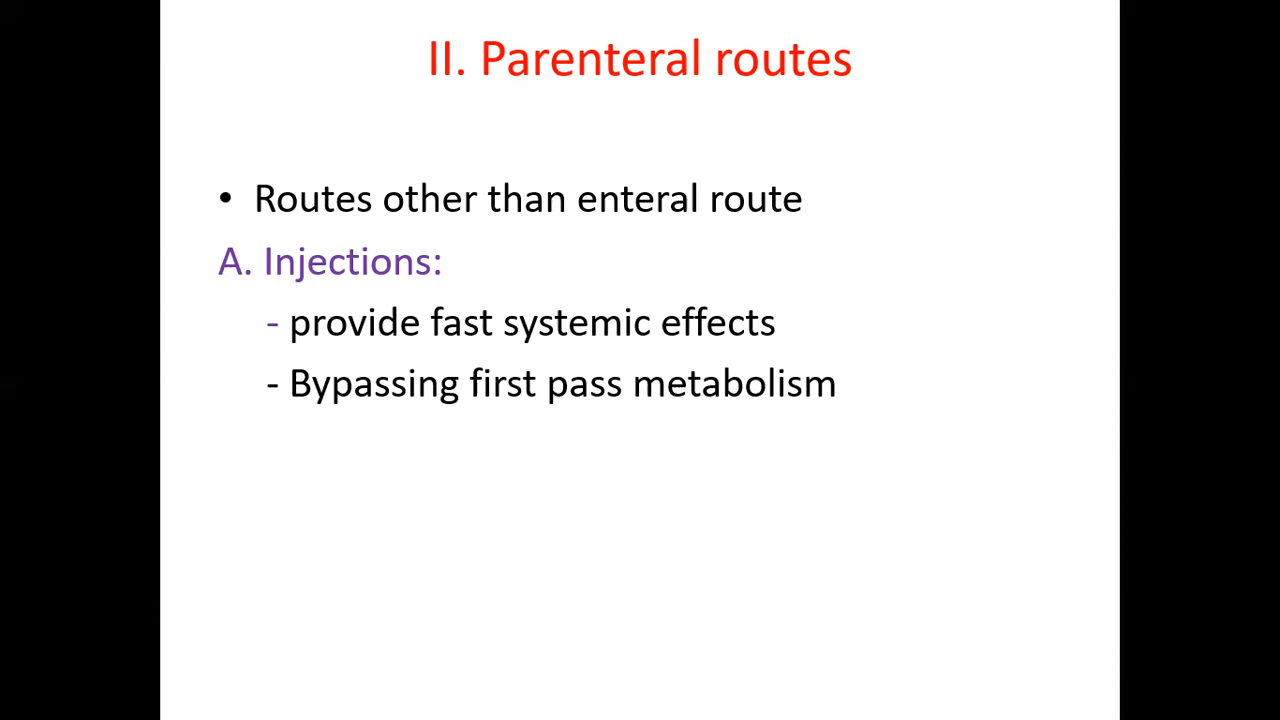 II. Parenteral routes
• Routes other than enteral route
A. Injections:
- provide fast systemic effects
- Bypassing first pass metabolism